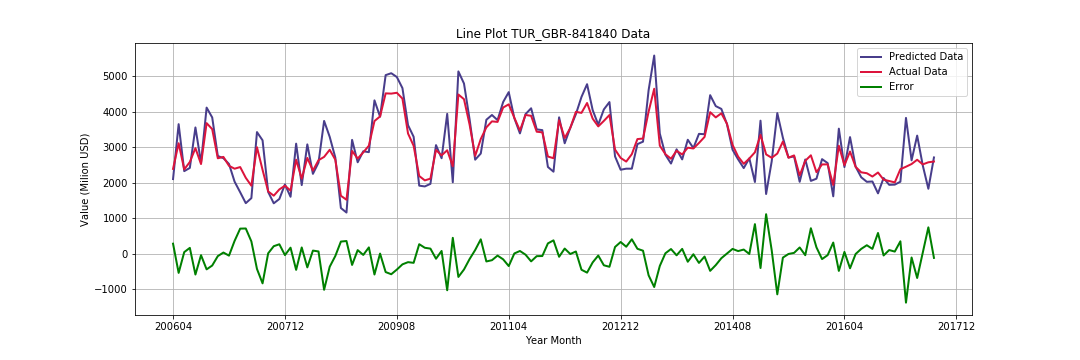 Line Plot TUR_GBR-841840 Data
Predicted Data
Actual Data
Error
Value (Milion USD)
5000
4000
3000
2000
1000
0
−1000
200604 200712 200908 201104 201212 201408 201604 201712
Year Month